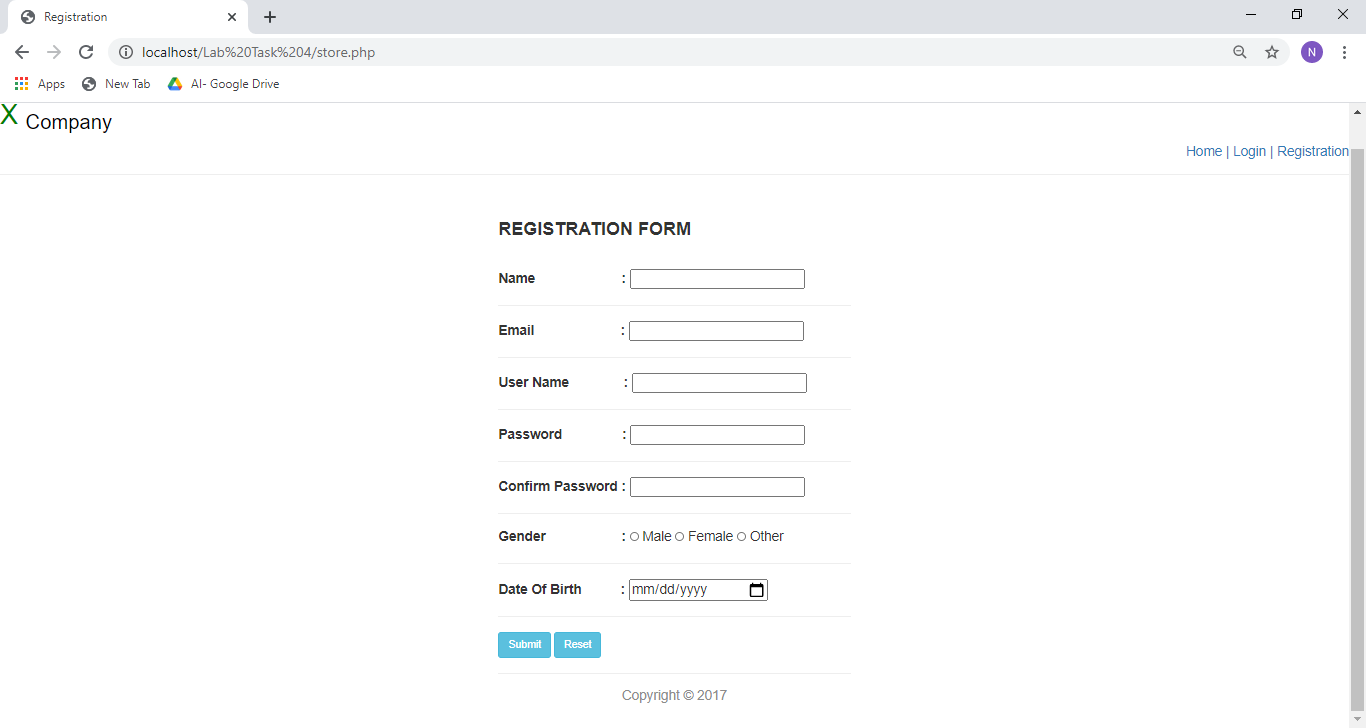 Registration
localhost/Lab%20Task%204/store.php
N
Apps New Tab AI- Google Drive
X Company
Home | Login | Registration
REGISTRATION FORM
Name :
Email :
User Name :
Password :
Confirm Password :
Gender : Male Female Other
Date Of Birth : mm/dd/yyyy
Submit Reset
Copyright © 2017